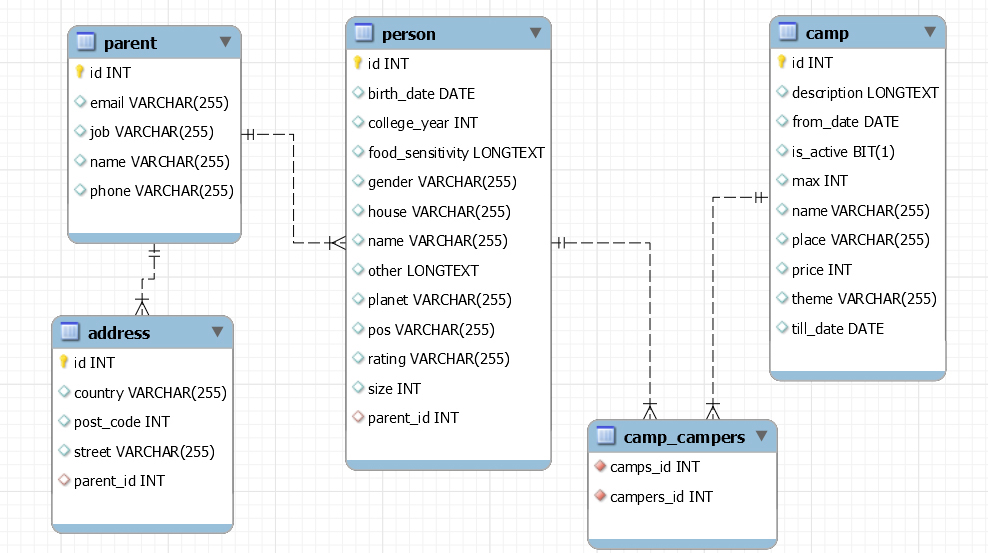 parent
id INT
email VARCHAR(255)
job VARCHAR(255)
name VARCHAR(255)
phone VARCHAR(255)
person
id INT
birth_date DATE
college_year INT
food_sensitivity LONGTEXT
gender VARCHAR(255)
house VARCHAR(255)
name VARCHAR(255)
other LONGTEXT
planet VARCHAR(255)
pos VARCHAR(255)
rating VARCHAR(255)
size INT
parent_id INT
camp
id INT
description LONGTEXT
from_date DATE
is_active BIT(1)
max INT
name VARCHAR(255)
place VARCHAR(255)
price INT
theme VARCHAR(255)
till_date DATE
address
id INT
country VARCHAR(255)
post_code INT
street VARCHAR(255)
parent_id INT
camp_campers
camps_id INT
campers_id INT